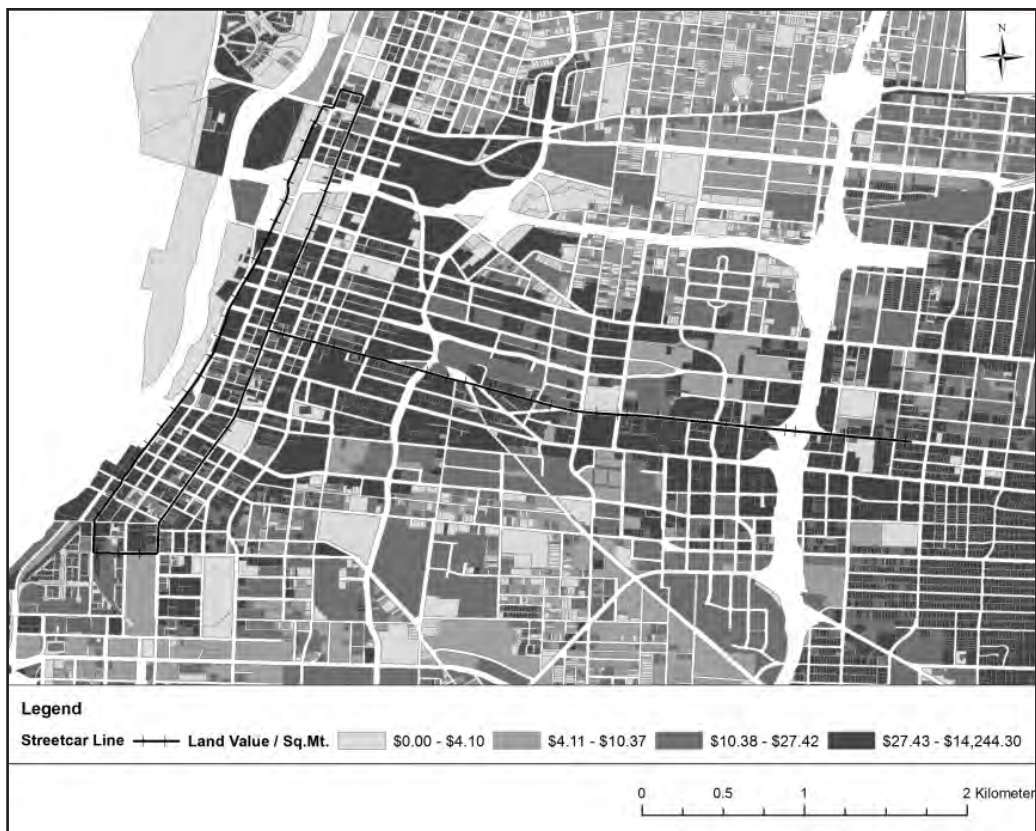 N
Legend
Streetcar Line Land Value / Sq.Mt. $0.00 - $4.10 $4.11 - $10.37 $10.38 - $27.42 $27.43 - $14,244.30
0 0.5 1 2 Kilometer